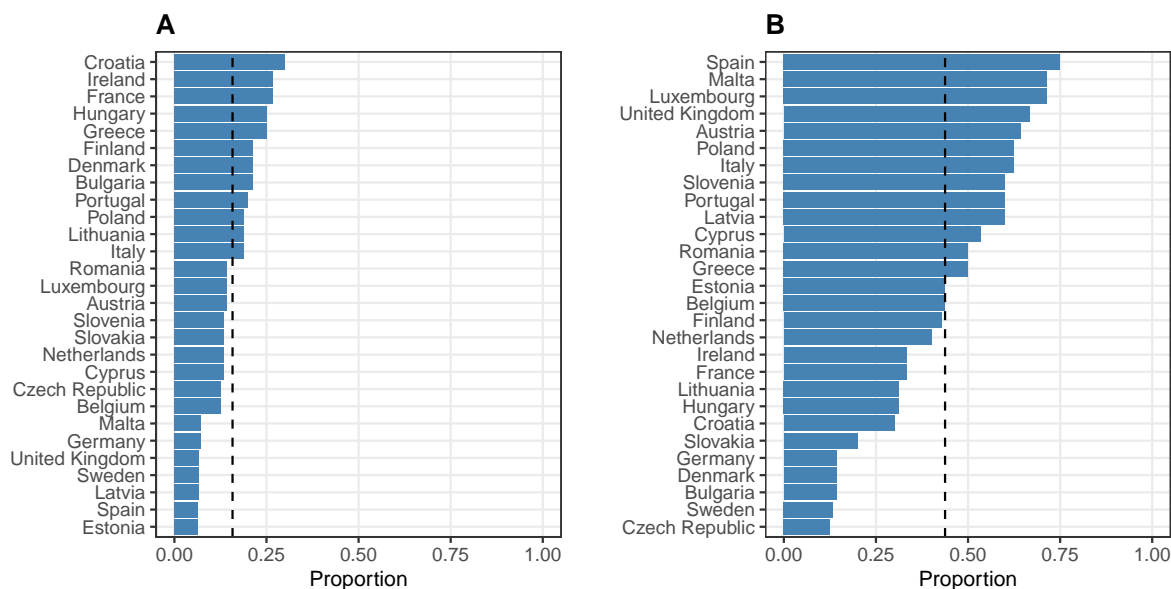 A
Croatia
Ireland
France
Hungary
Greece
Finland
Denmark
Bulgaria
Portugal
Poland
Lithuania
Italy
Romania
Luxembourg
Austria
Slovenia
Slovakia
Netherlands
Cyprus
Czech Republic
Belgium
Malta
Germany
United Kingdom
Sweden
Latvia
Spain
Estonia
0.00 0.25 0.50 0.75 1.00
Proportion
B
Spain
Malta
Luxembourg
United Kingdom
Austria
Poland
Italy
Slovenia
Portugal
Latvia
Cyprus
Romania
Greece
Estonia
Belgium
Finland
Netherlands
Ireland
France
Lithuania
Hungary
Croatia
Slovakia
Germany
Denmark
Bulgaria
Sweden
Czech Republic
0.00 0.25 0.50 0.75 1.00
Proportion